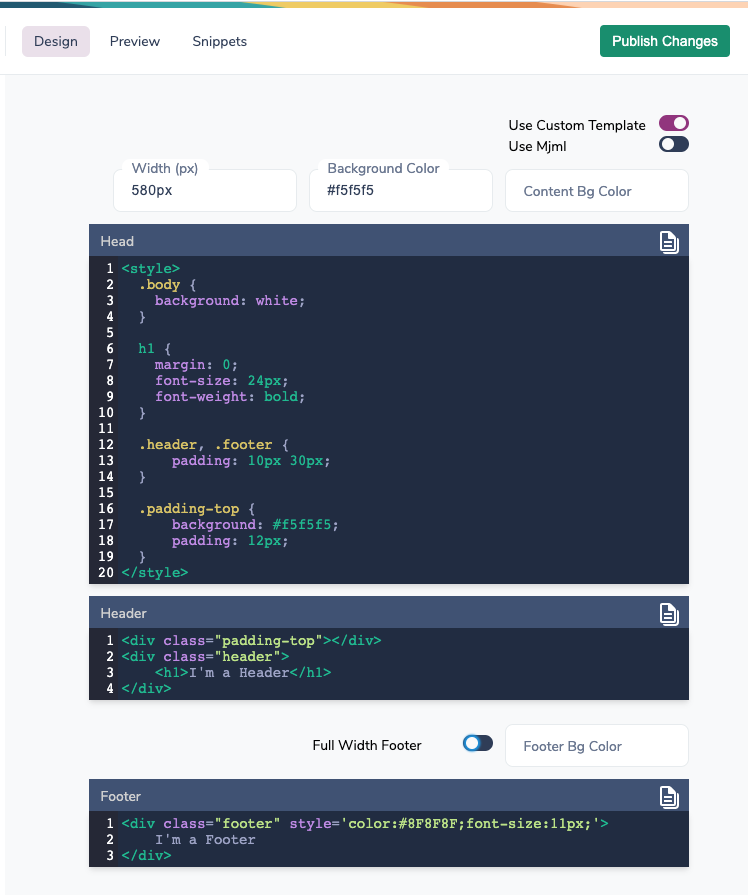 Design Preview Snippets Publish Changes
Use Custom Template
Use Mjml
Width (px) Background Color
580px #f5f5f5 Content Bg Color
Head
1 <style>
2   .body {
3     background: white;
4   }
5
6   h1 {
7     margin: 0;
8     font-size: 24px;
9     font-weight: bold;
10   }
11
12   .header, .footer {
13       padding: 10px 30px;
14   }
15
16   .padding-top {
17       background: #f5f5f5;
18       padding: 12px;
19   }
20 </style>
Header
1 <div class="padding-top"></div>
2 <div class="header">
3     <h1>I'm a Header</h1>
4 </div>
Full Width Footer Footer Bg Color
Footer
1 <div class="footer" style='color:#8F8F8F;font-size:11px;'>
2     I'm a Footer
3 </div>